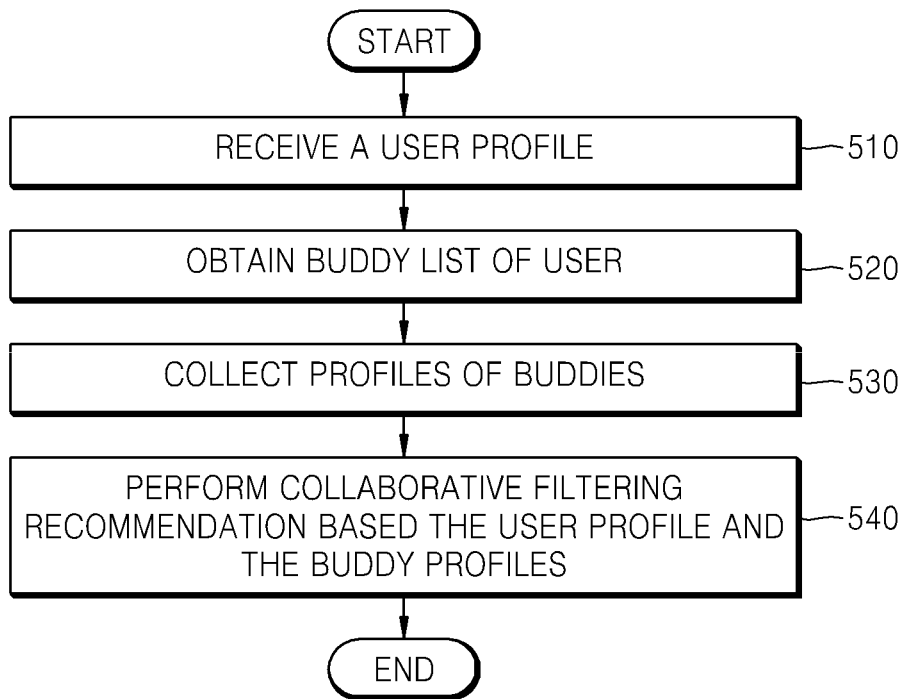 START
RECEIVE A USER PROFILE
510
OBTAIN BUDDY LIST OF USER
520
COLLECT PROFILES OF BUDDIES
530
PERFORM COLLABORATIVE FILTERING
RECOMMENDATION BASED THE USER PROFILE AND
THE BUDDY PROFILES
540
END